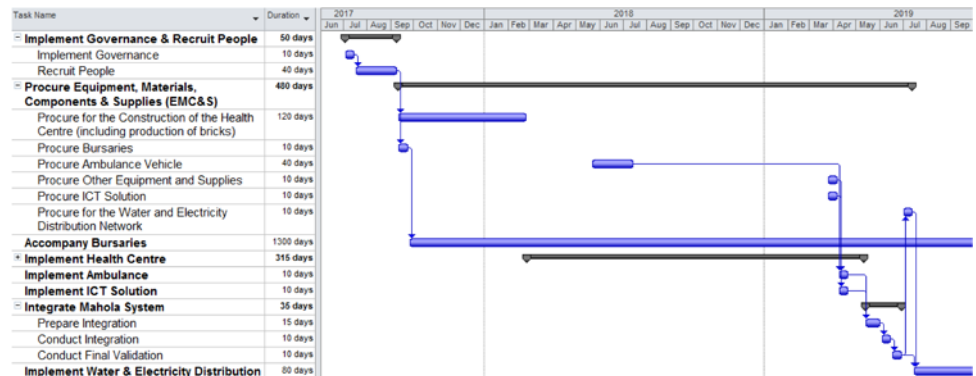 Task Name Duration 2017 2018 2019
Jun Jul Aug Sep Oct Nov Dec Jan Feb Mar Apr May Jun Jul Aug Sep Oct Nov Dec Jan Feb Mar Apr May Jun Jul Aug Sep
Implement Governance & Recruit People 50 days
Implement Governance 10 days
Recruit People 40 days
Procure Equipment, Materials, 480 days
Components & Supplies (EMC&S)
Procure for the Construction of the Health 120 days
Centre (including production of bricks)
Procure Bursaries 10 days
Procure Ambulance Vehicle 40 days
Procure Other Equipment and Supplies 10 days
Procure ICT Solution 10 days
Procure for the Water and Electricity 10 days
Distribution Network
Accompany Bursaries 1300 days
Implement Health Centre 315 days
Implement Ambulance 10 days
Implement ICT Solution 10 days
Integrate Mahola System 35 days
Prepare Integration 15 days
Conduct Integration 10 days
Conduct Final Validation 10 days
Implement Water & Electricity Distribution 80 days